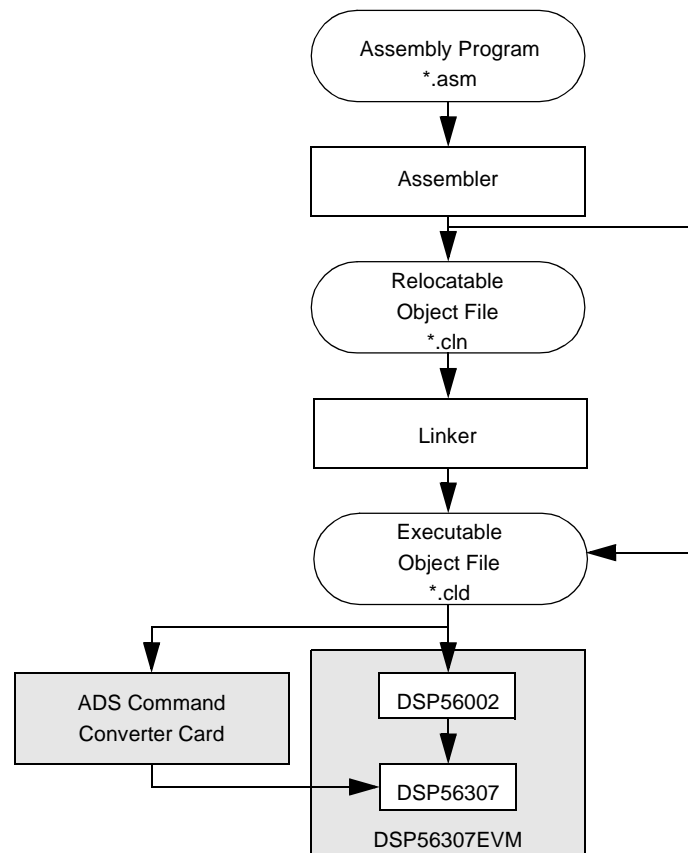 Assembly Program
*.asm
Assembler
Relocatable
Object File
*.cln
Linker
Executable
Object File
*.cld
ADS Command
Converter Card
DSP56002
DSP56307
DSP56307EVM